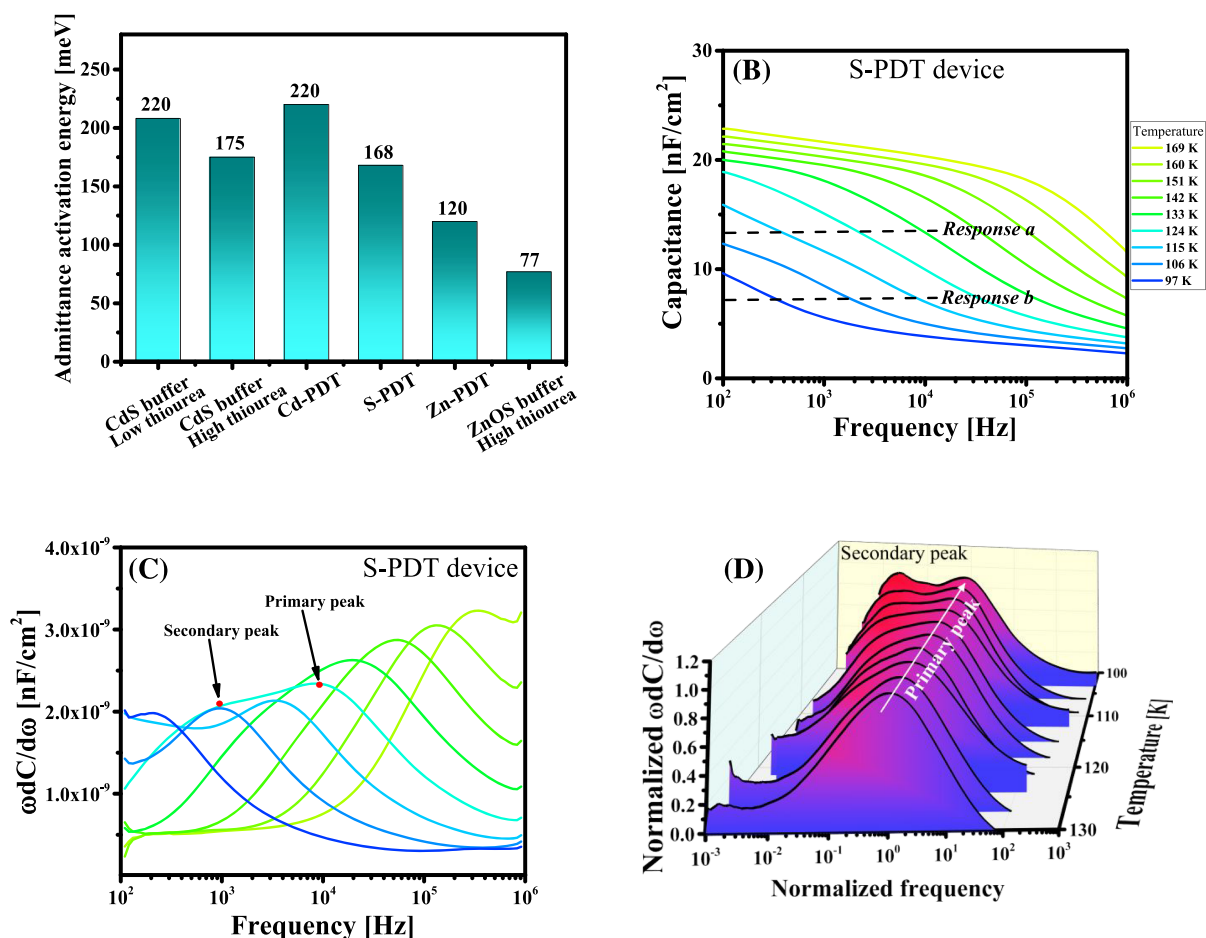 Admittance activation energy [meV]
250
200
150
100
50
0
220
175
220
168
120
77
CdS buffer
Low thiourea
CdS buffer
High thiourea
Cd-PDT
S-PDT
Zn-PDT
ZnOS buffer
High thiourea
(B)
S-PDT device
Capacitance [nF/cm²]
30
20
10
0
Response a
Response b
10² 10³ 10⁴ 10⁵ 10⁶
Frequency [Hz]
Temperature
169 K
160 K
151 K
142 K
133 K
124 K
115 K
106 K
97 K
(C)
S-PDT device
ωdC/dω [nF/cm²]
4.0x10⁻⁹
3.0x10⁻⁹
2.0x10⁻⁹
1.0x10⁻⁹
Primary peak
Secondary peak
10² 10³ 10⁴ 10⁵ 10⁶
Frequency [Hz]
(D)
Secondary peak
Primary peak
Normalized ωdC/dω
1.2
1.0
0.8
0.6
0.4
0.2
0.0
10⁻³ 10⁻² 10⁻¹ 10⁰ 10¹ 10² 10³
Normalized frequency
100
110
120
130
Temperature [K]